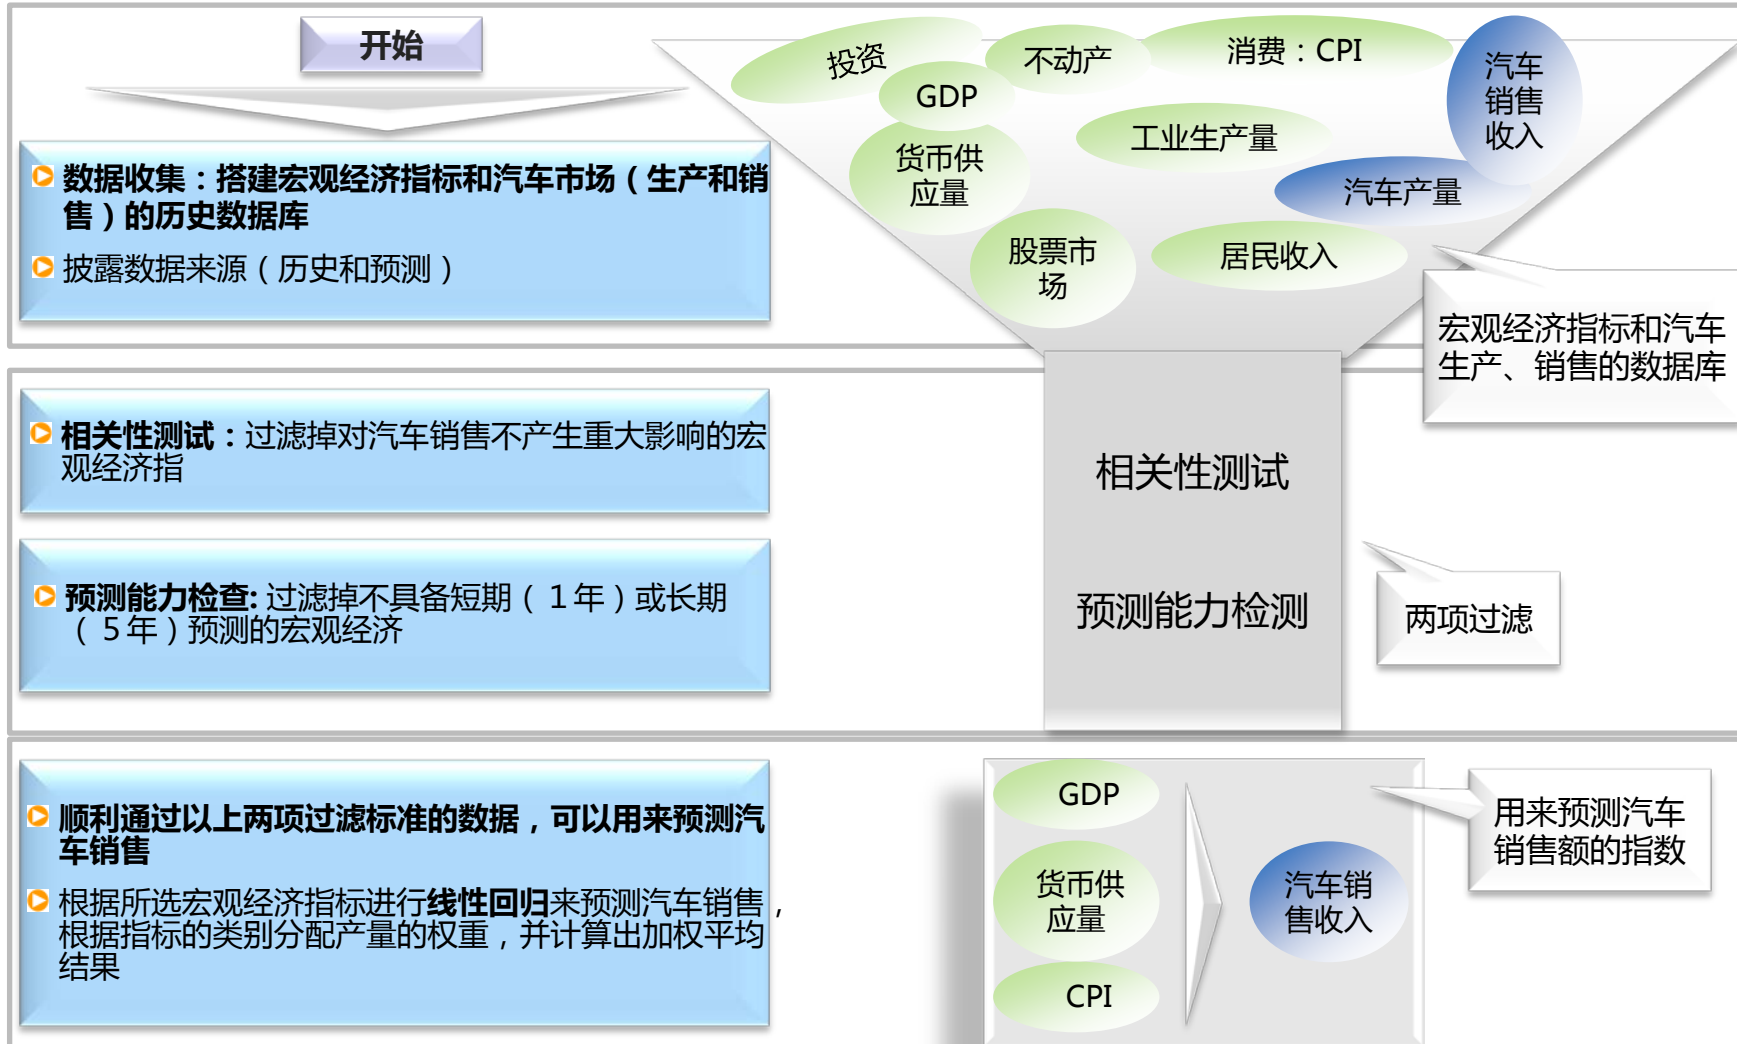 开始
数据收集：搭建宏观经济指标和汽车市场（生产和销
售）的历史数据库
披露数据来源（历史和预测）
投资
不动产
消费：CPI
汽车
销售
收入
GDP
工业生产量
货币供
应量
汽车产量
股票市
场
居民收入
宏观经济指标和汽车
生产、销售的数据库
相关性测试：过滤掉对汽车销售不产生重大影响的宏
观经济指
预测能力检查: 过滤掉不具备短期（１年）或长期
（５年）预测的宏观经济
相关性测试
预测能力检测
两项过滤
顺利通过以上两项过滤标准的数据，可以用来预测汽
车销售
根据所选宏观经济指标进行线性回归来预测汽车销售，
根据指标的类别分配产量的权重，并计算出加权平均
结果
GDP
货币供
应量
CPI
汽车销
售收入
用来预测汽车
销售额的指数